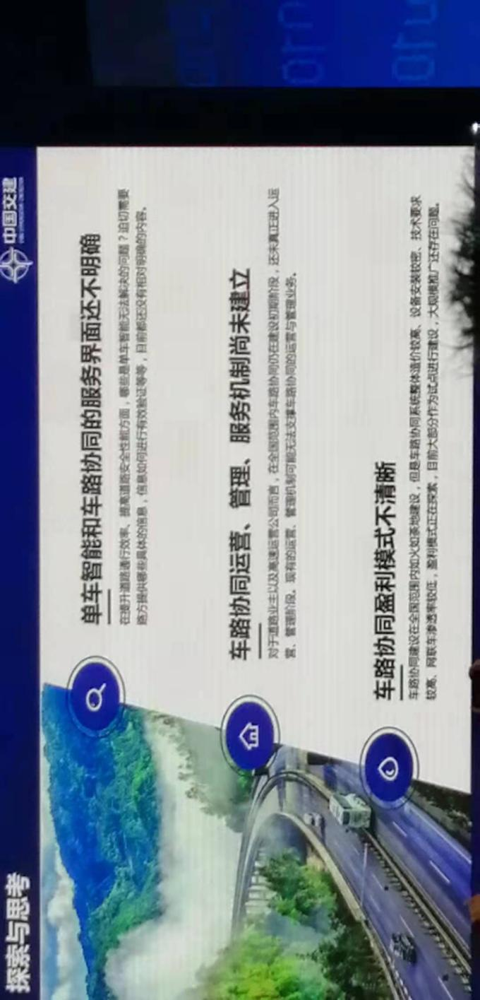 探索与思考
中国交建
单车智能和车路协同的服务界面还不明确
在提升道路通行效率、提高道路安全性能方面，哪些是单车智能无法解决的问题？迫切需要
路方提供哪些具体的信息，信息如何进行有效验证等等，目前都还没有相对明确的内容。
车路协同运营、管理、服务机制尚未建立
对于道路业主以及高速运营公司而言，在全国范围内车路协同仍在建设初期阶段，还未真正进入运
营、管理阶段。现有的运营、管理机制可能无法支撑车路协同的运营与管理业务。
车路协同盈利模式不清晰
车路协同建设在全国范围内如火如荼地建设，但是车路协同系统整体造价较高、设备安装较密、技术要求
较高、网联车渗透率较低，盈利模式正在探索，目前大部分作为试点进行建设，大规模推广还存在问题。